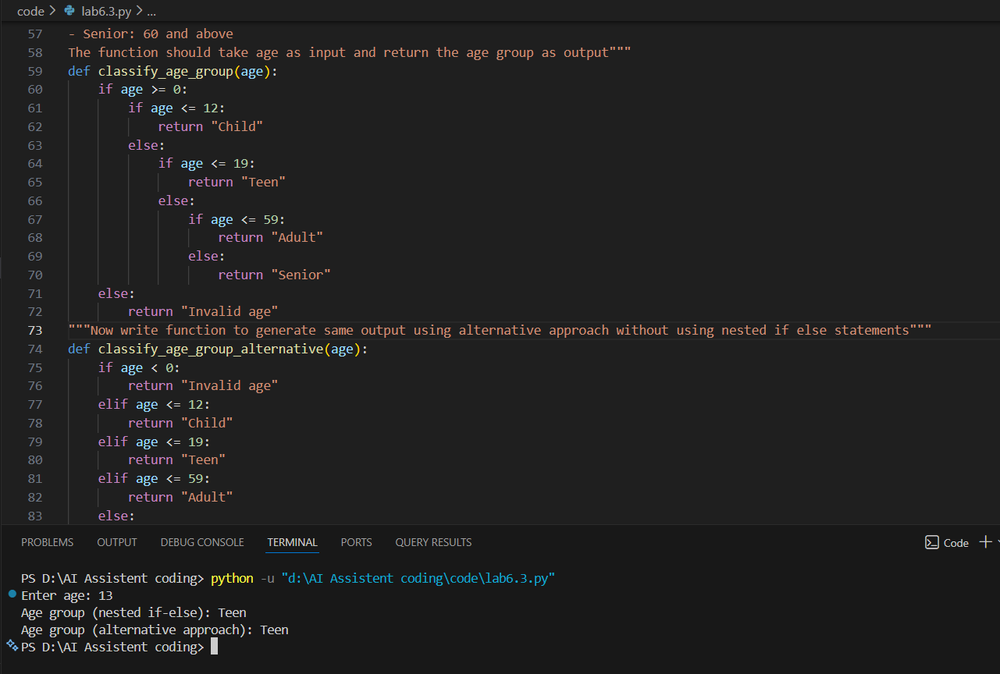 code > lab6.3.py > ...
57 - Senior: 60 and above
58 The function should take age as input and return the age group as output"""
59 def classify_age_group(age):
60     if age >= 0:
61         if age <= 12:
62             return "Child"
63         else:
64             if age <= 19:
65                 return "Teen"
66             else:
67                 if age <= 59:
68                     return "Adult"
69                 else:
70                     return "Senior"
71     else:
72         return "Invalid age"
73 """Now write function to generate same output using alternative approach without using nested if else statements"""
74 def classify_age_group_alternative(age):
75     if age < 0:
76         return "Invalid age"
77     elif age <= 12:
78         return "Child"
79     elif age <= 19:
80         return "Teen"
81     elif age <= 59:
82         return "Adult"
83     else:
PROBLEMS OUTPUT DEBUG CONSOLE TERMINAL PORTS QUERY RESULTS Code
PS D:\AI Assistent coding> python -u "d:\AI Assistent coding\code\lab6.3.py"
Enter age: 13
Age group (nested if-else): Teen
Age group (alternative approach): Teen
PS D:\AI Assistent coding>